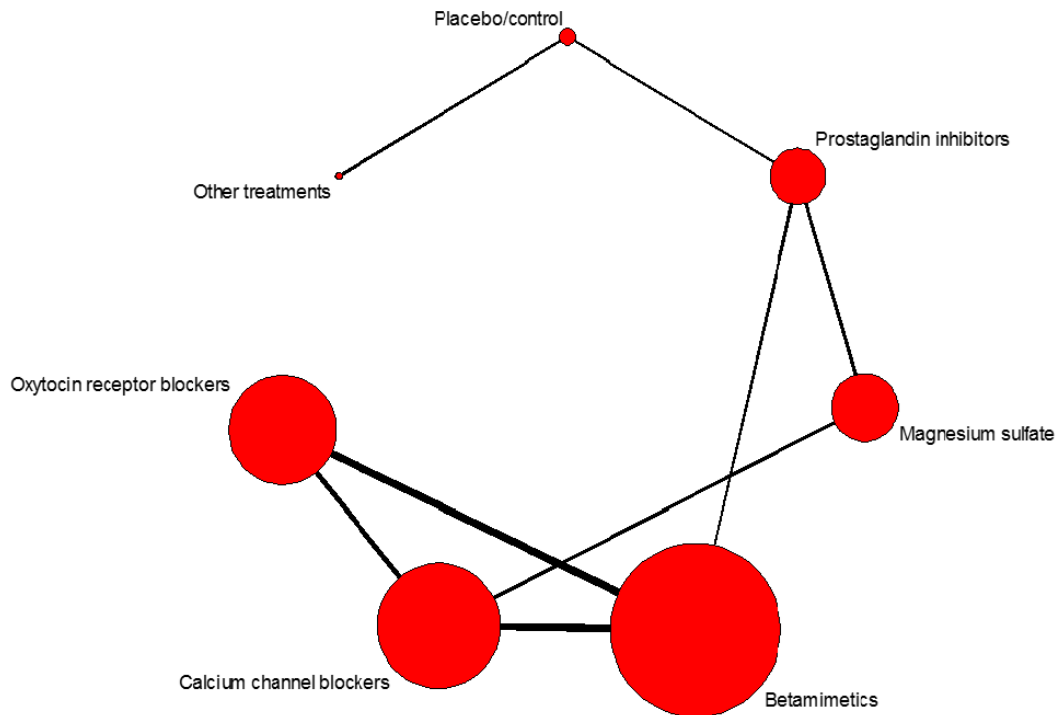 Placebo/control
Prostaglandin inhibitors
Other treatments
Oxytocin receptor blockers
Magnesium sulfate
Calcium channel blockers
Betamimetics